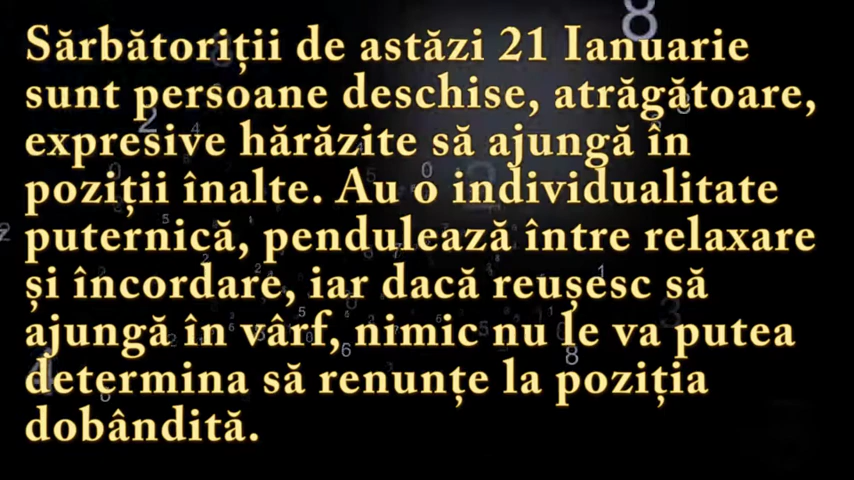 Sărbătoriții de astăzi 21 Ianuarie
sunt persoane deschise, atrăgătoare,
expresive hărăzite să ajungă în
poziții înalte. Au o individualitate
puternică, pendulează între relaxare
și încordare, iar dacă reușesc să
ajungă în vârf, nimic nu le va putea
determina să renunțe la poziția
dobândită.